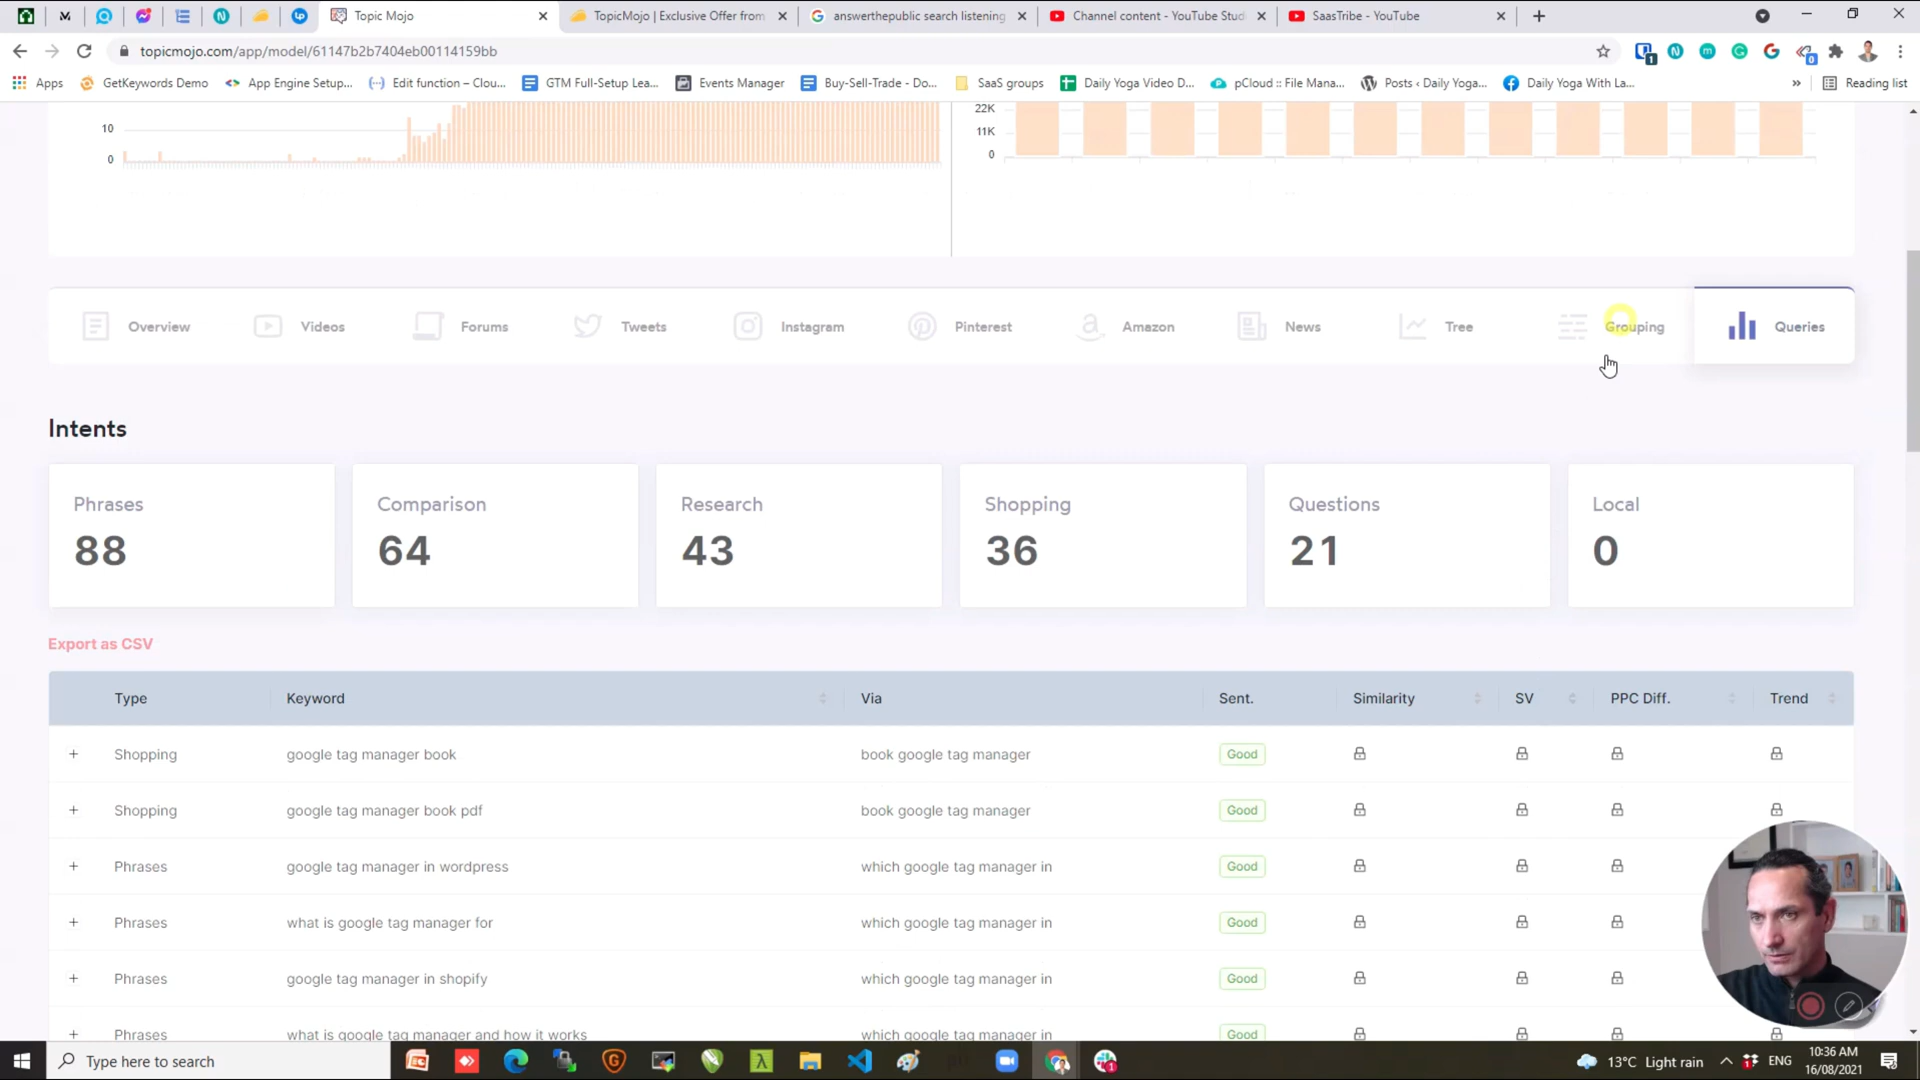 Topic Mojo
TopicMojo | Exclusive Offer from
answerthepublic search listening
Channel content - YouTube Stud
SaasTribe - YouTube
topicmojo.com/app/model/61147b2b7404eb00114159bb
Apps
GetKeywords Demo
App Engine Setup...
Edit function – Clou...
GTM Full-Setup Lea...
Events Manager
Buy-Sell-Trade - Do...
SaaS groups
Daily Yoga Video D...
pCloud :: File Mana...
Posts ‹ Daily Yoga...
Daily Yoga With La...
»
Reading list
10
0
22K
11K
0
Overview
Videos
Forums
Tweets
Instagram
Pinterest
Amazon
News
Tree
Grouping
Queries
Intents
Phrases
88
Comparison
64
Research
43
Shopping
36
Questions
21
Local
0
Export as CSV
Type Keyword Via Sent. Similarity SV PPC Diff. Trend
+ Shopping google tag manager book book google tag manager Good
+ Shopping google tag manager book pdf book google tag manager Good
+ Phrases google tag manager in wordpress which google tag manager in Good
+ Phrases what is google tag manager for which google tag manager in Good
+ Phrases google tag manager in shopify which google tag manager in Good
+ Phrases what is google tag manager and how it works which google tag manager in Good
Type here to search
13°C Light rain
ENG
10:36 AM
16/08/2021